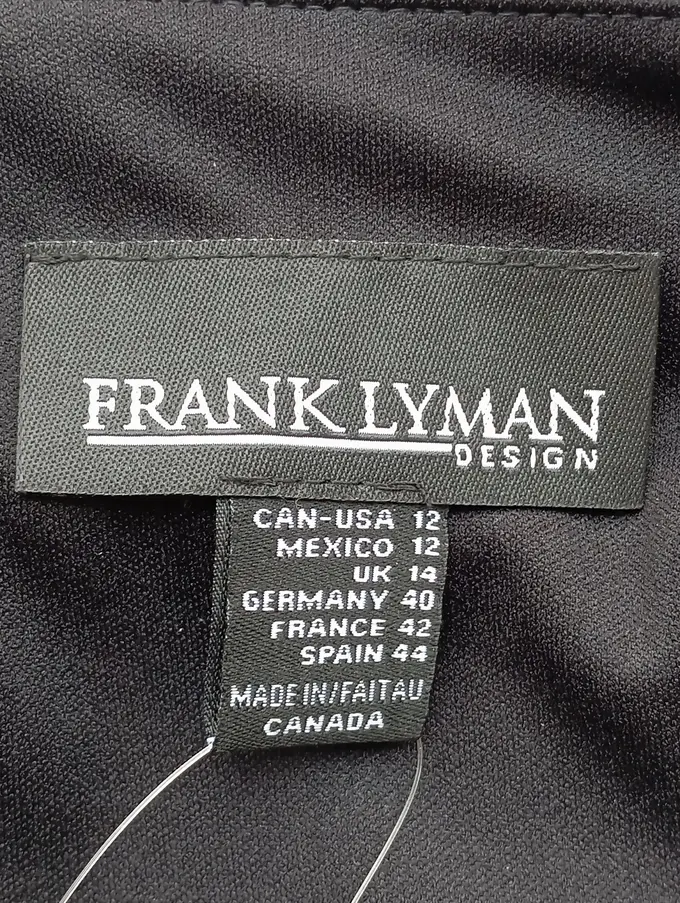 FRANK LYMAN
DESIGN
CAN-USA 12
MEXICO 12
UK 14
GERMANY 40
FRANCE 42
SPAIN 44
MADE IN/FAIT AU
CANADA